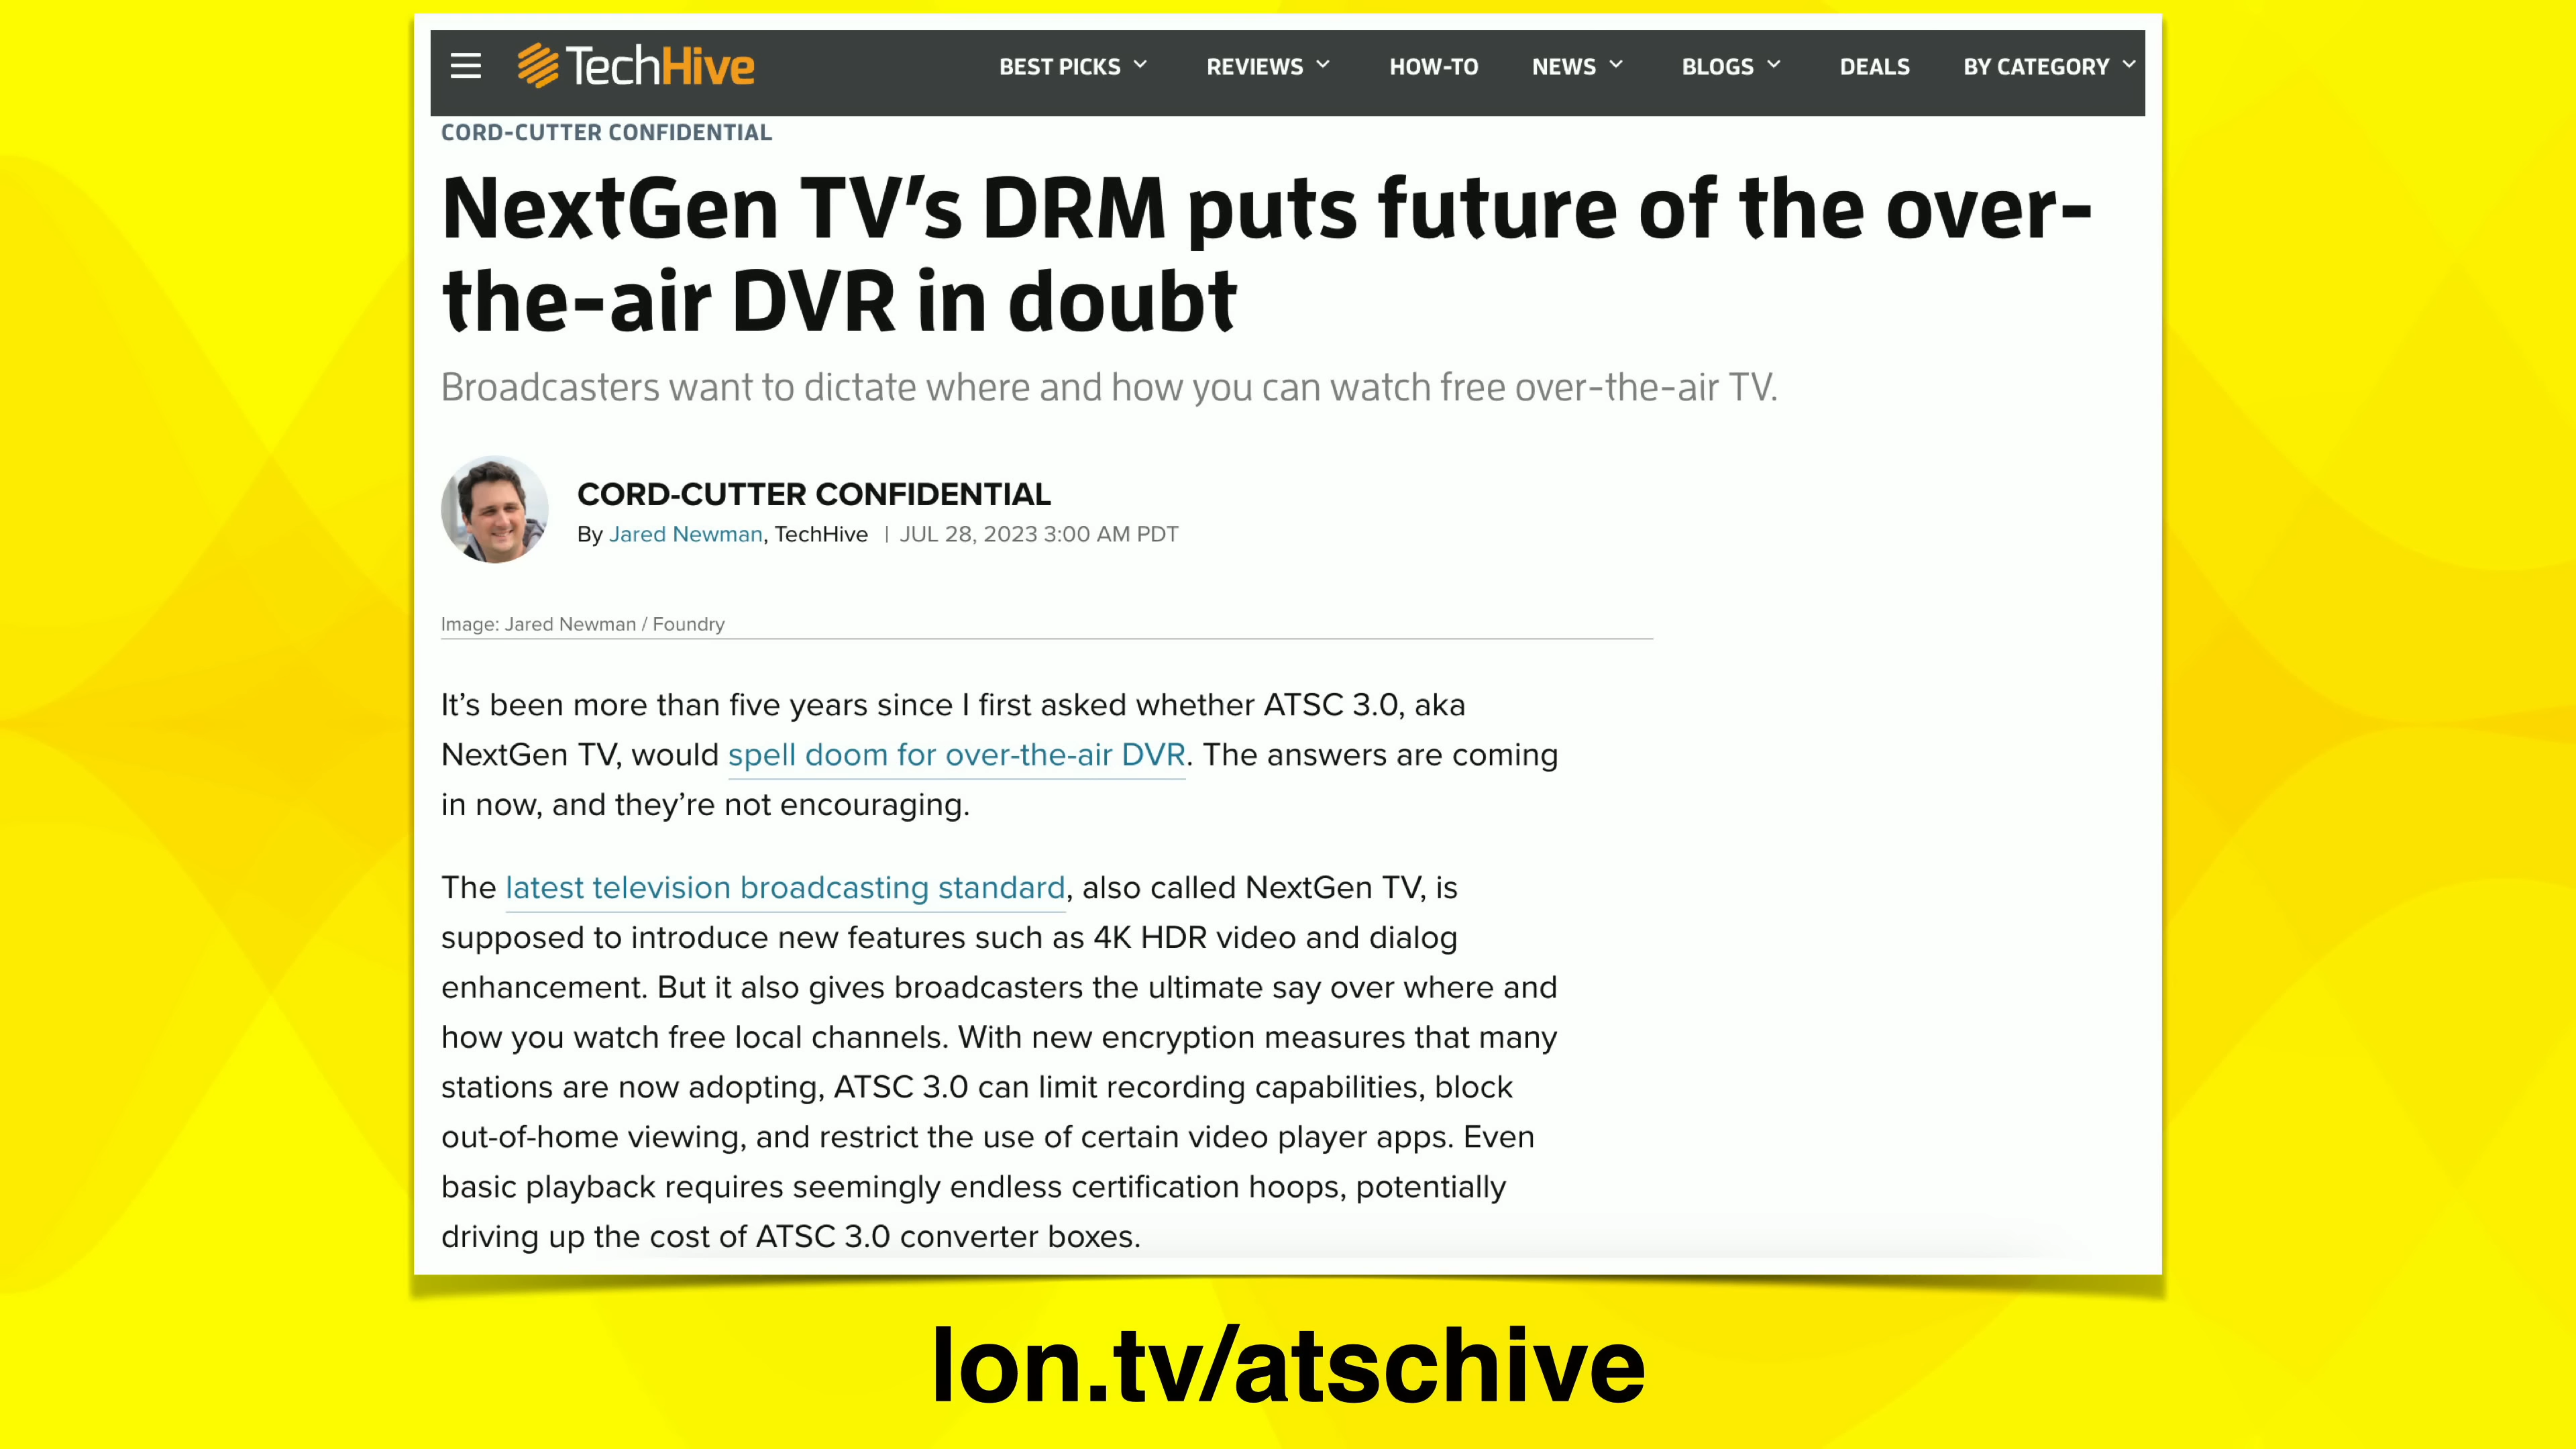 TechHive
BEST PICKS
REVIEWS
HOW-TO
NEWS
BLOGS
DEALS
BY CATEGORY
CORD-CUTTER CONFIDENTIAL
NextGen TV’s DRM puts future of the over-
the-air DVR in doubt
Broadcasters want to dictate where and how you can watch free over-the-air TV.
CORD-CUTTER CONFIDENTIAL
By Jared Newman, TechHive | JUL 28, 2023 3:00 AM PDT
Image: Jared Newman / Foundry
It’s been more than five years since I first asked whether ATSC 3.0, aka
NextGen TV, would spell doom for over-the-air DVR. The answers are coming
in now, and they’re not encouraging.
The latest television broadcasting standard, also called NextGen TV, is
supposed to introduce new features such as 4K HDR video and dialog
enhancement. But it also gives broadcasters the ultimate say over where and
how you watch free local channels. With new encryption measures that many
stations are now adopting, ATSC 3.0 can limit recording capabilities, block
out-of-home viewing, and restrict the use of certain video player apps. Even
basic playback requires seemingly endless certification hoops, potentially
driving up the cost of ATSC 3.0 converter boxes.
lon.tv/atschive